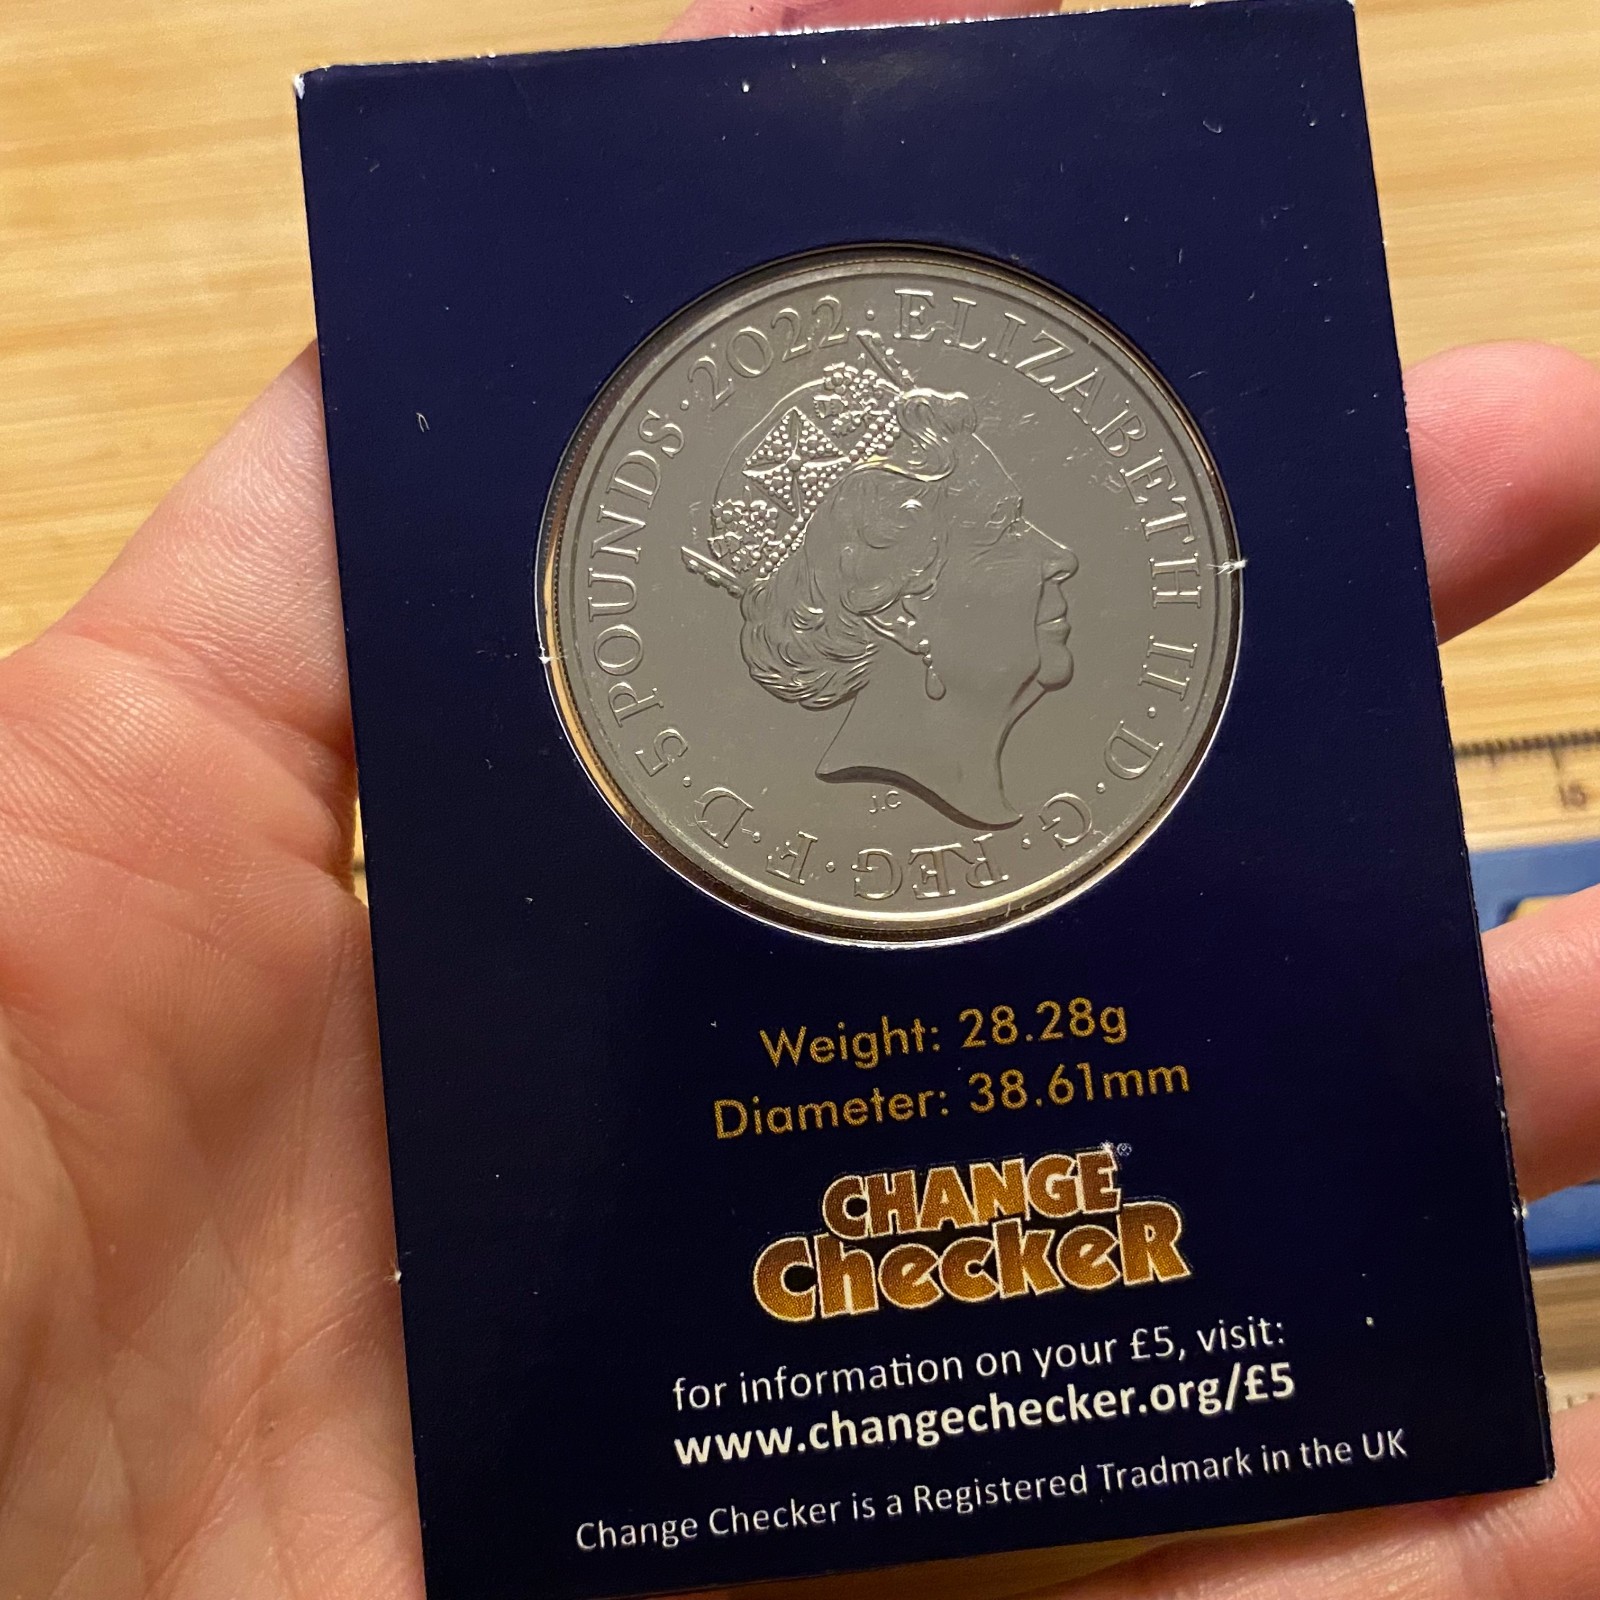 ELIZABETH II · D · G · REG · F · D · 5 POUNDS · 2022 ·
J.C
Weight: 28.28g
Diameter: 38.61mm
CHANGE
CHecKeR
for information on your £5, visit:
www.changechecker.org/£5
Change Checker is a Registered Tradmark in the UK
15